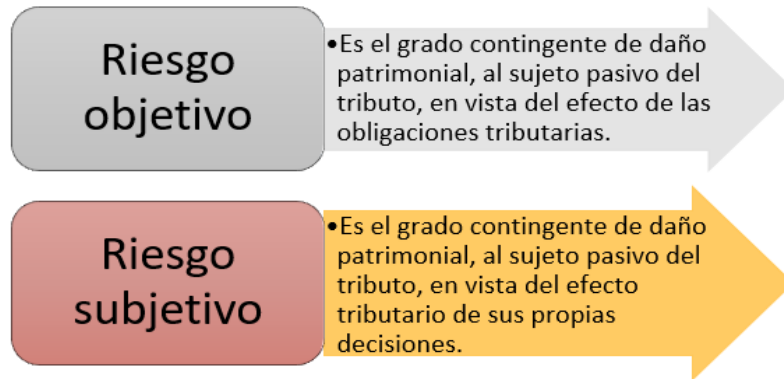 Riesgo
objetivo
•Es el grado contingente de daño
patrimonial, al sujeto pasivo del
tributo, en vista del efecto de las
obligaciones tributarias.
Riesgo
subjetivo
•Es el grado contingente de daño
patrimonial, al sujeto pasivo del
tributo, en vista del efecto
tributario de sus propias
decisiones.